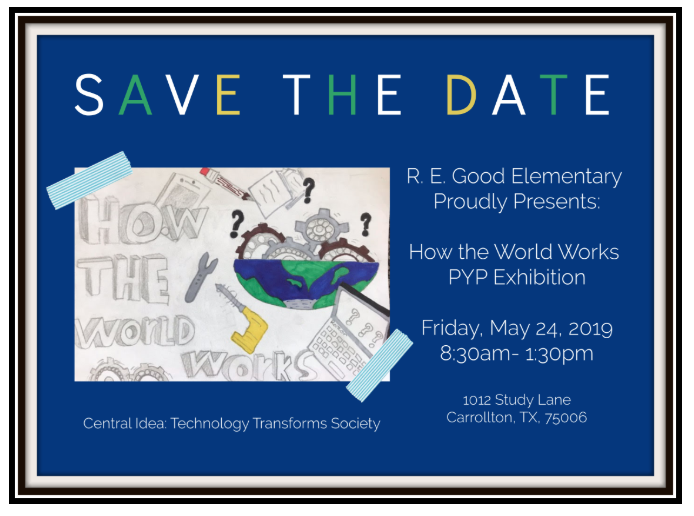 SAVE THE DATE
HOW
THE
WORLD
WORKS
? ? ?
? ? ?
R. E. Good Elementary
Proudly Presents:
How the World Works
PYP Exhibition
Friday, May 24, 2019
8:30am- 1:30pm
1012 Study Lane
Carrollton, TX, 75006
Central Idea: Technology Transforms Society